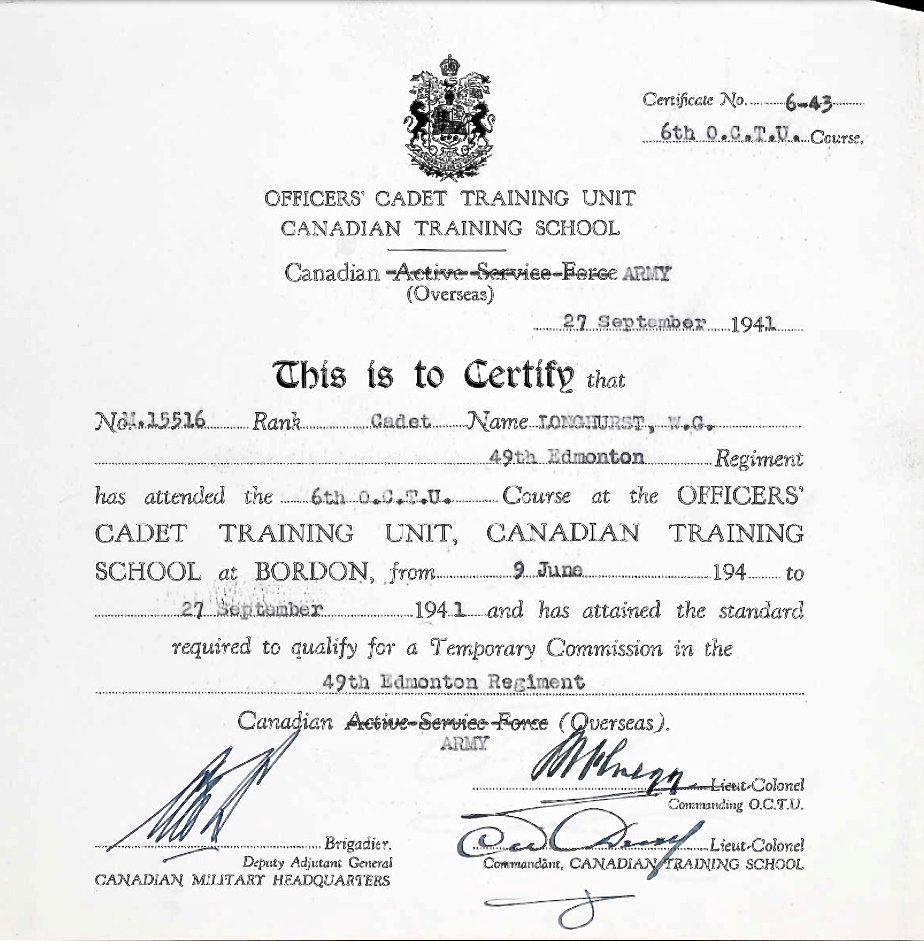 Certificate No. 6-43
6th O.C.T.U. Course.
OFFICERS' CADET TRAINING UNIT
CANADIAN TRAINING SCHOOL
Canadian Active Service Force ARMY
(Overseas)
27 September 1941
This is to Certify that
No. 15516 Rank Cadet Name LONGHURST, W.G.
49th Edmonton Regiment
has attended the 6th O.C.T.U. Course at the OFFICERS'
CADET TRAINING UNIT, CANADIAN TRAINING
SCHOOL at BORDON, from 9 June 194 to
27 September 1941 and has attained the standard
required to qualify for a Temporary Commission in the
49th Edmonton Regiment
Canadian Active Service Force (Overseas).
ARMY
Lieut-Colonel
Commanding O.C.T.U.
Brigadier.
Deputy Adjutant General
CANADIAN MILITARY HEADQUARTERS
Lieut-Colonel
Commandant, CANADIAN TRAINING SCHOOL